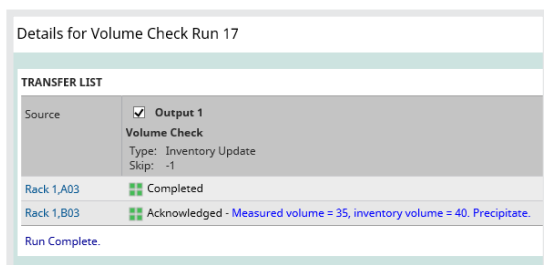 Details for Volume Check Run 17
TRANSFER LIST
Source
Output 1
Volume Check
Type: Inventory Update
Skip: -1
Rack 1,A03 Completed
Rack 1,B03 Acknowledged - Measured volume = 35, inventory volume = 40. Precipitate.
Run Complete.